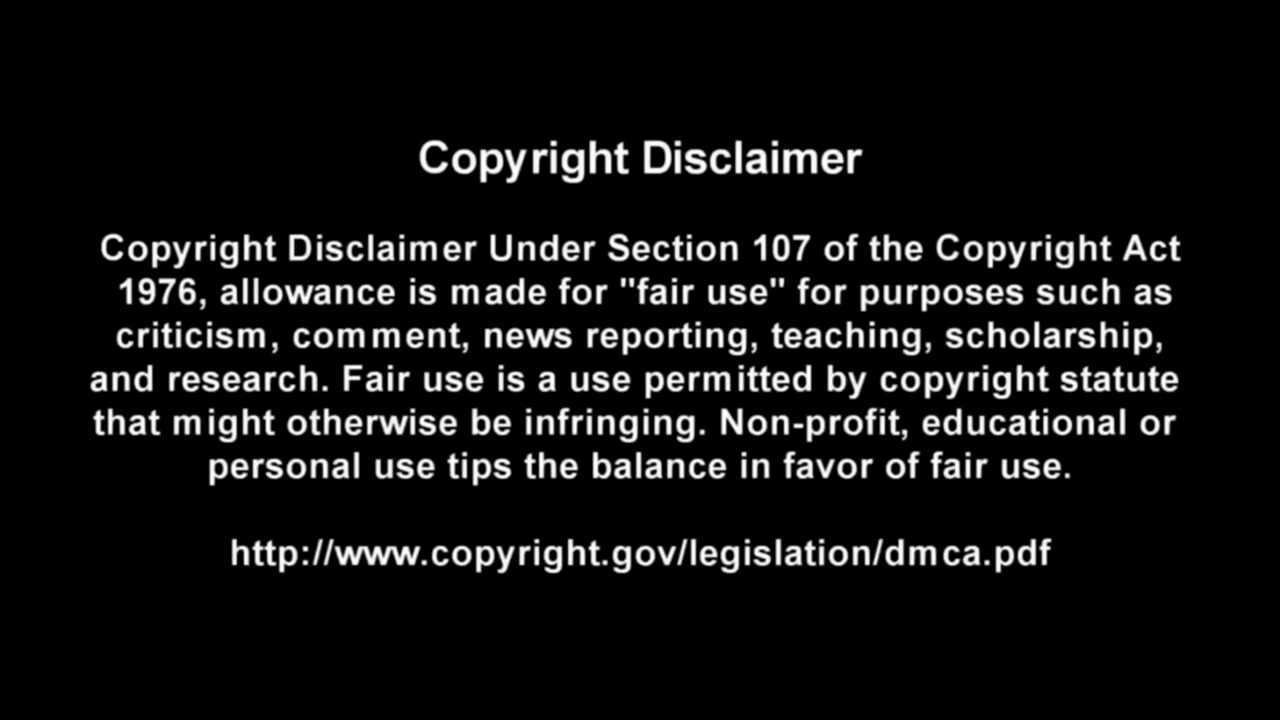 Copyright Disclaimer
Copyright Disclaimer Under Section 107 of the Copyright Act
1976, allowance is made for "fair use" for purposes such as
criticism, comment, news reporting, teaching, scholarship,
and research. Fair use is a use permitted by copyright statute
that might otherwise be infringing. Non-profit, educational or
personal use tips the balance in favor of fair use.
http://www.copyright.gov/legislation/dmca.pdf